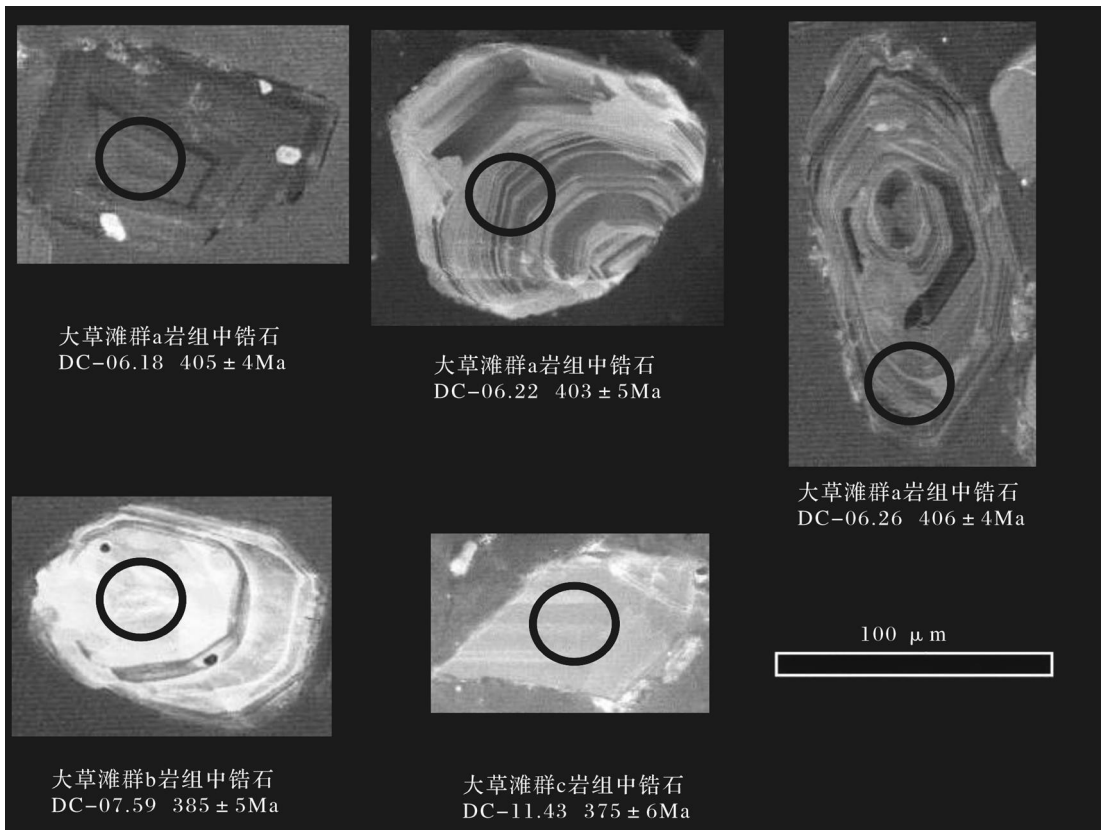 大草滩群a岩组中锆石
DC-06.18 405±4Ma
大草滩群a岩组中锆石
DC-06.22 403±5Ma
大草滩群a岩组中锆石
DC-06.26 406±4Ma
大草滩群b岩组中锆石
DC-07.59 385±5Ma
大草滩群c岩组中锆石
DC-11.43 375±6Ma
100 μm